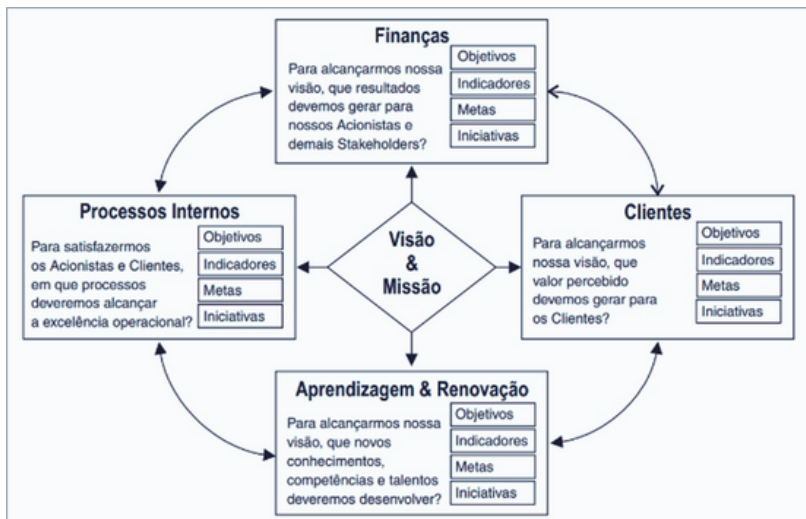 Finanças
Para alcançarmos nossa
visão, que resultados
devemos gerar para
nossos Acionistas e
demais Stakeholders?
Objetivos
Indicadores
Metas
Iniciativas
Processos Internos
Para satisfazermos
os Acionistas e Clientes,
em que processos
deveremos alcançar
a excelência operacional?
Objetivos
Indicadores
Metas
Iniciativas
Visão
&
Missão
Clientes
Para alcançarmos
nossa visão, que
valor percebido
devemos gerar para
os Clientes?
Objetivos
Indicadores
Metas
Iniciativas
Aprendizagem & Renovação
Para alcançarmos nossa
visão, que novos
conhecimentos,
competências e talentos
deveremos desenvolver?
Objetivos
Indicadores
Metas
Iniciativas